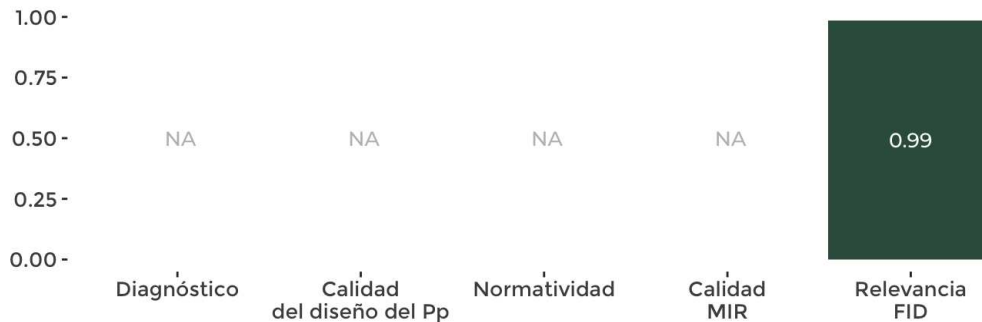 1.00
0.75
0.50
0.25
0.00
NA
NA
NA
NA
0.99
Diagnóstico
Calidad
del diseño del Pp
Normatividad
Calidad
MIR
Relevancia
FID